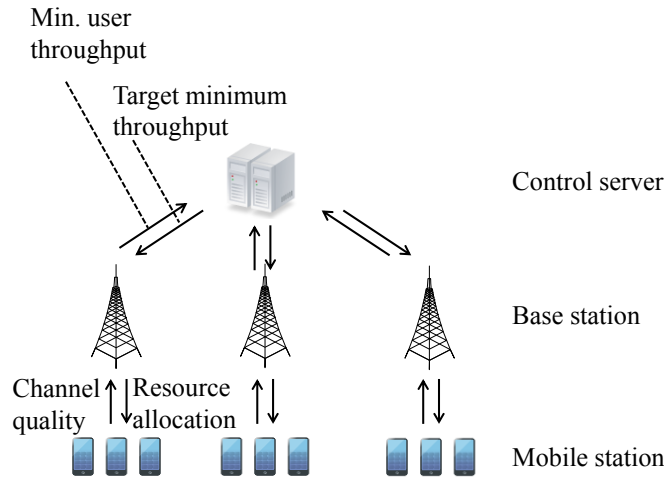 Min. user
throughput
Target minimum
throughput
Control server
Base station
Channel
quality
Resource
allocation
Mobile station